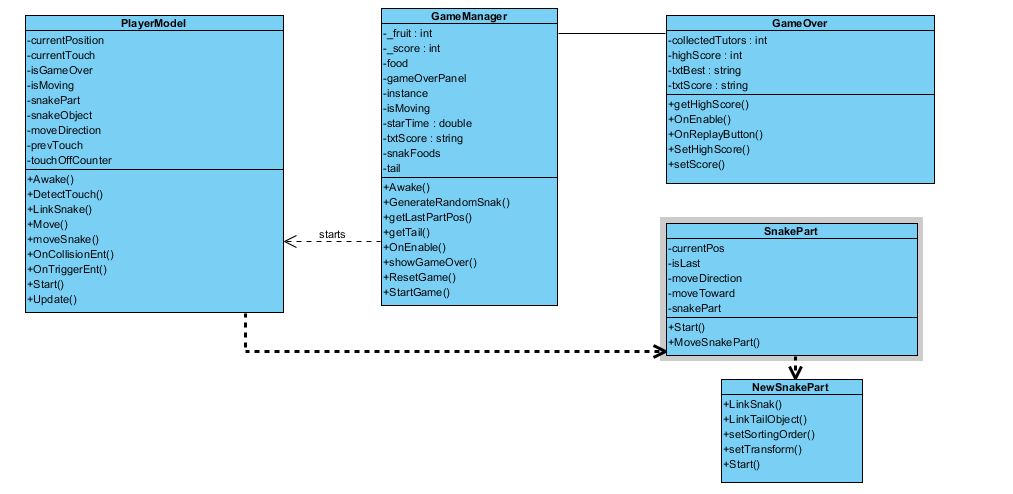 PlayerModel
-currentPosition
-currentTouch
-isGameOver
-isMoving
-snakePart
-snakeObject
-moveDirection
-prevTouch
-touchOffCounter
+Awake()
+DetectTouch()
+LinkSnake()
+Move()
+moveSnake()
+OnCollisionEnt()
+OnTriggerEnt()
+Start()
+Update()
starts
GameManager
-_fruit : int
-_score : int
-food
-gameOverPanel
-instance
-isMoving
-starTime : double
-txtScore : string
-snakFoods
-tail
+Awake()
+GenerateRandomSnak()
+getLastPartPos()
+getTail()
+OnEnable()
+showGameOver()
+ResetGame()
+StartGame()
GameOver
-collectedTutors : int
-highScore : int
-txtBest : string
-txtScore : string
+getHighScore()
+OnEnable()
+OnReplayButton()
+SetHighScore()
+setScore()
SnakePart
-currentPos
-isLast
-moveDirection
-moveToward
-snakePart
+Start()
+MoveSnakePart()
NewSnakePart
+LinkSnak()
+LinkTailObject()
+setSortingOrder()
+setTransform()
+Start()